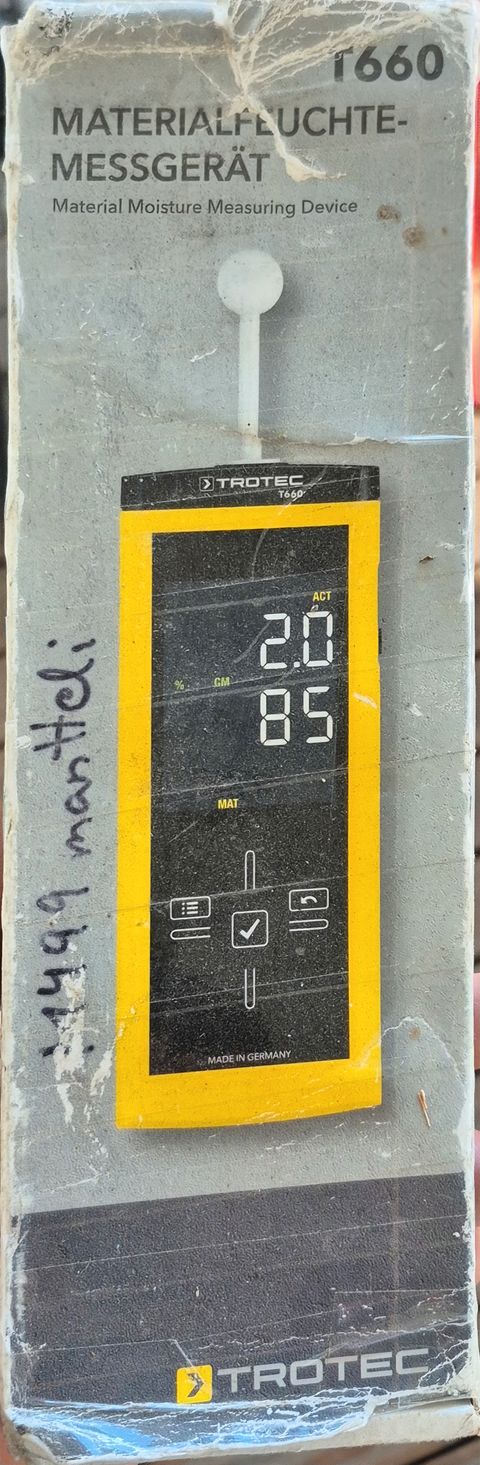 T660
MATERIALFEUCHTE-
MESSGERÄT
Material Moisture Measuring Device
TROTEC
T660
ACT
2.0
% CM
85
MAT
MADE IN GERMANY
TROTEC